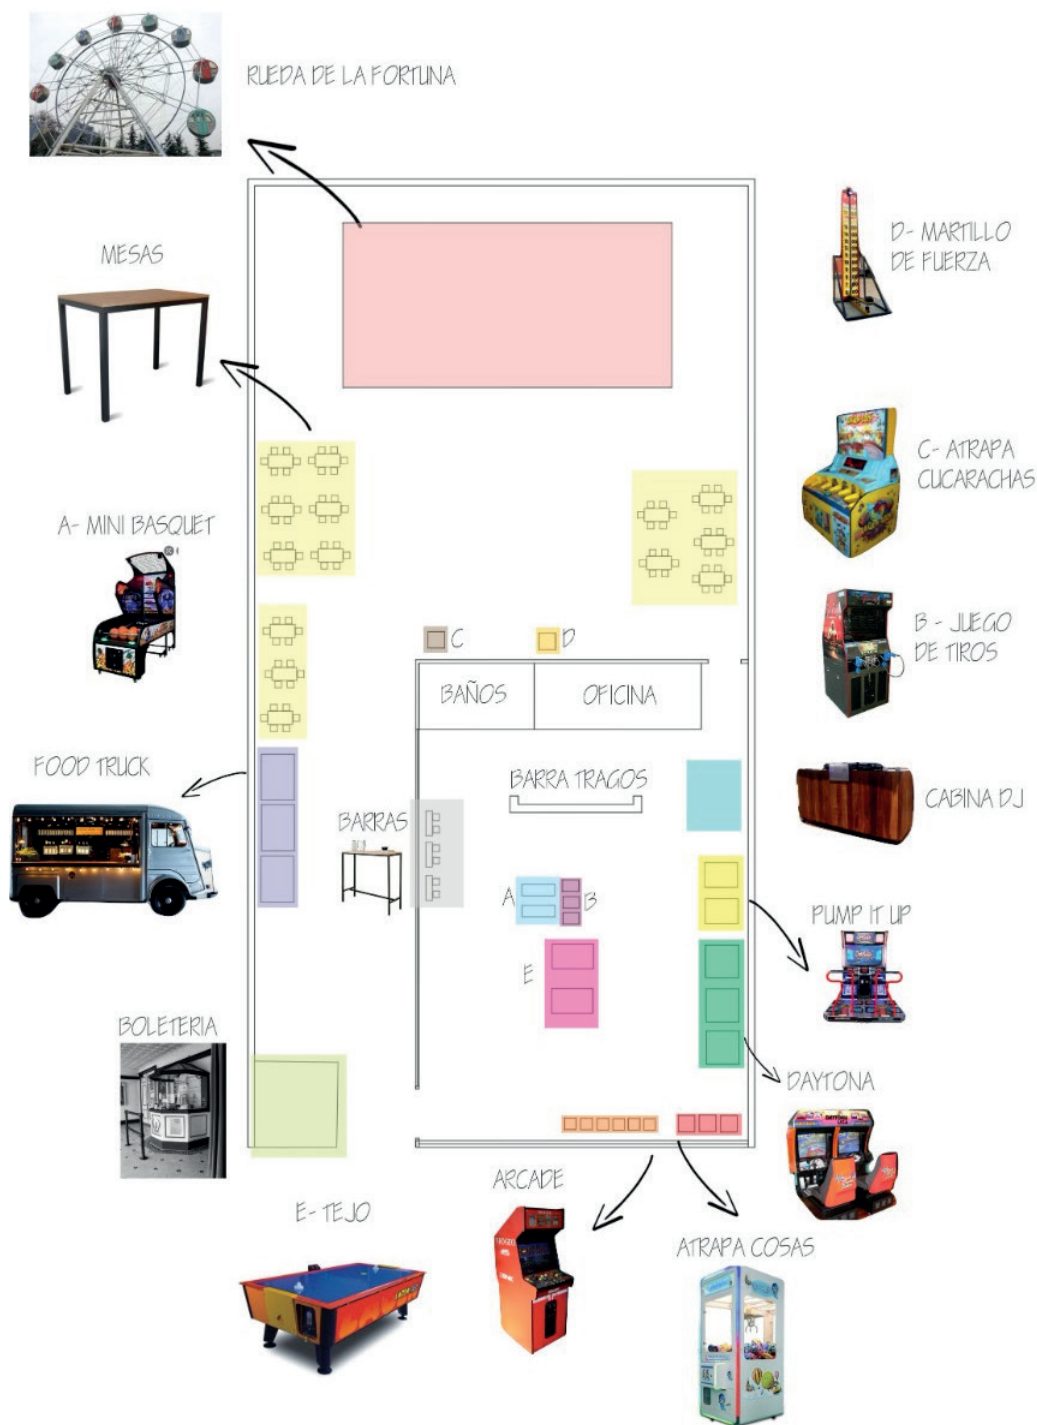 RUEDA DE LA FORTUNA
MESAS
D- MARTILLO
DE FUERZA
A- MINI BASQUET
C- ATRAPA
CUCARACHAS
B - JUEGO
DE TIROS
C
D
BAÑOS
OFICINA
FOOD TRUCK
BARRA TRAGOS
CABINA DJ
BARRAS
A
B
PUMP IT UP
E
BOLETERIA
DAYTONA
ARCADE
E- TEJO
ATRAPA COSAS